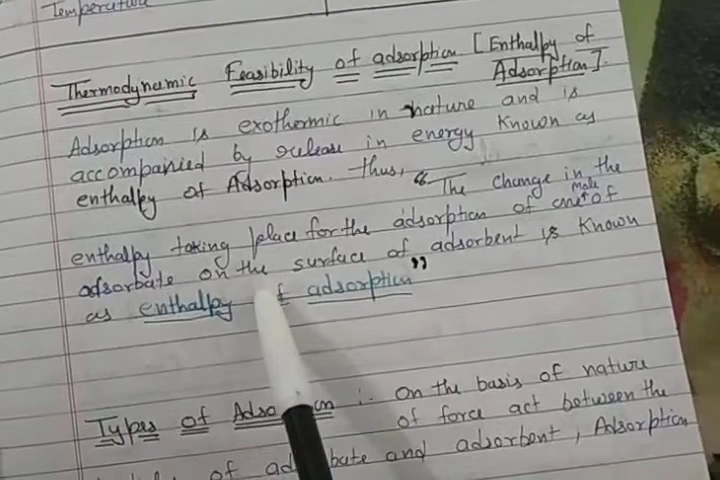 Temperature
Thermodynamic Feasibility of adsorption [Enthalpy of
Adsorption].
Adsorption is exothermic in nature and is
accompanied by release in energy known as
enthalpy of Adsorption. Thus, "The change in the
enthalpy taking place for the adsorption of one mole of
adsorbate on the surface of adsorbent is known
as enthalpy of adsorption"
Types of :- On the basis of nature
of force act between the
of and adsorbent, Adsorption